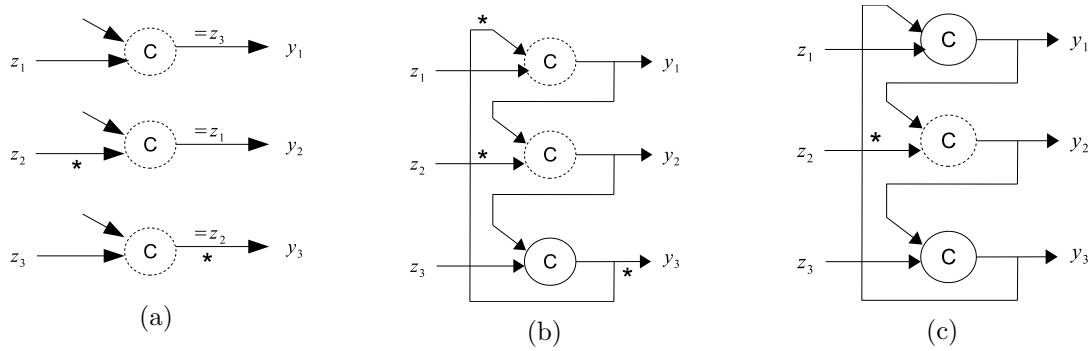 C
=z₃
y₁
z₁
C
=z₁
y₂
z₂
*
C
=z₂
y₃
z₃
*
(a)
*
C
y₁
z₁
C
y₂
z₂
*
C
y₃
z₃
*
(b)
C
y₁
z₁
C
y₂
z₂
*
C
y₃
z₃
(c)